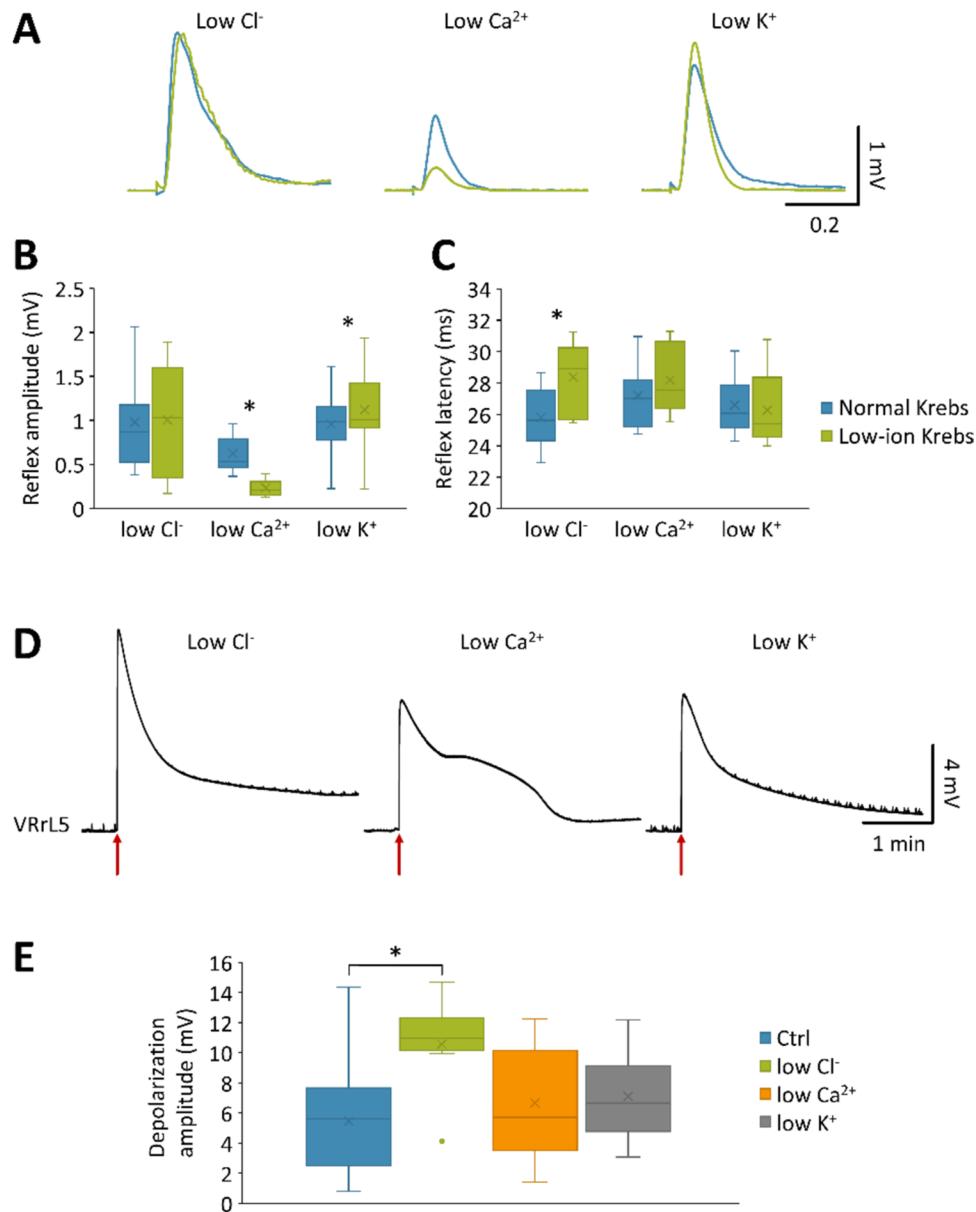 A
Low Cl⁻ Low Ca²⁺ Low K⁺
1 mV
0.2
B
Reflex amplitude (mV)
2.5
2
1.5
1
0.5
0
*
*
low Cl⁻ low Ca²⁺ low K⁺
C
Reflex latency (ms)
34
32
30
28
26
24
22
20
*
low Cl⁻ low Ca²⁺ low K⁺
Normal Krebs
Low-ion Krebs
D
Low Cl⁻ Low Ca²⁺ Low K⁺
VRrL5
4 mV
1 min
E
Depolarization
amplitude (mV)
16
14
12
10
8
6
4
2
0
*
Ctrl
low Cl⁻
low Ca²⁺
low K⁺